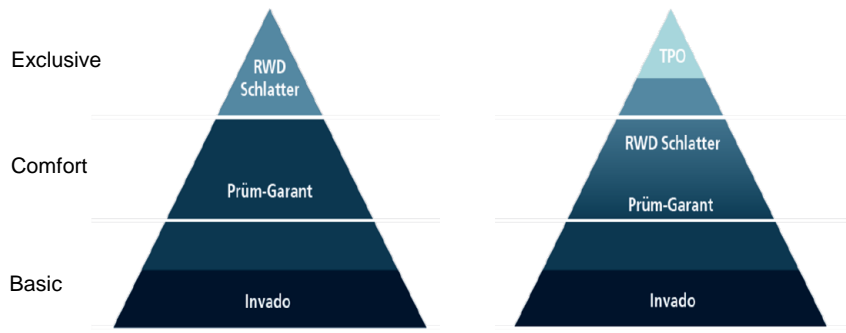 Exclusive
RWD
Schlatter
TPO
Comfort
RWD Schlatter
Prüm-Garant
Prüm-Garant
Basic
Invado
Invado